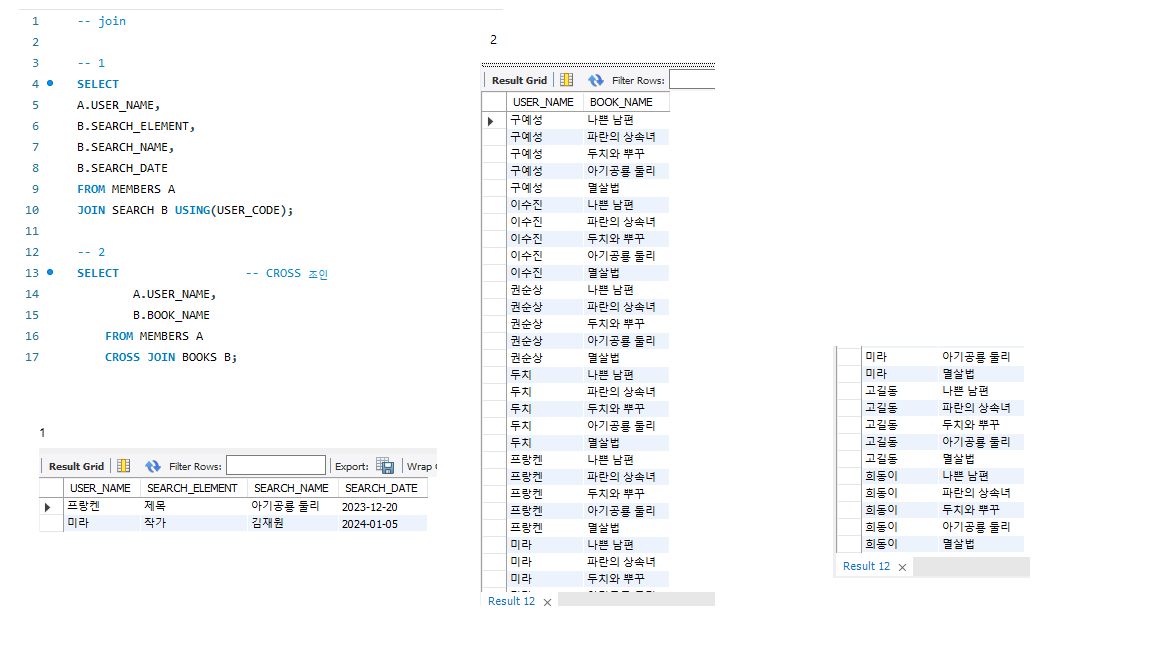 1 -- join
2
3 -- 1
4 SELECT
5 A.USER_NAME,
6 B.SEARCH_ELEMENT,
7 B.SEARCH_NAME,
8 B.SEARCH_DATE
9 FROM MEMBERS A
10 JOIN SEARCH B USING(USER_CODE);
11
12 -- 2
13 SELECT -- CROSS 조인
14 A.USER_NAME,
15 B.BOOK_NAME
16 FROM MEMBERS A
17 CROSS JOIN BOOKS B;
1
Result Grid Filter Rows: Export: Wrap
USER_NAME SEARCH_ELEMENT SEARCH_NAME SEARCH_DATE
프랑켄 제목 아기공룡 둘리 2023-12-20
미라 작가 김재원 2024-01-05
2
Result Grid Filter Rows:
USER_NAME BOOK_NAME
구예성 나쁜 남편
구예성 파란의 상속녀
구예성 두치와 뿌꾸
구예성 아기공룡 둘리
구예성 멸살법
이수진 나쁜 남편
이수진 파란의 상속녀
이수진 두치와 뿌꾸
이수진 아기공룡 둘리
이수진 멸살법
권순상 나쁜 남편
권순상 파란의 상속녀
권순상 두치와 뿌꾸
권순상 아기공룡 둘리
권순상 멸살법
두치 나쁜 남편
두치 파란의 상속녀
두치 두치와 뿌꾸
두치 아기공룡 둘리
두치 멸살법
프랑켄 나쁜 남편
프랑켄 파란의 상속녀
프랑켄 두치와 뿌꾸
프랑켄 아기공룡 둘리
프랑켄 멸살법
미라 나쁜 남편
미라 파란의 상속녀
미라 두치와 뿌꾸
Result 12
미라 아기공룡 둘리
미라 멸살법
고길동 나쁜 남편
고길동 파란의 상속녀
고길동 두치와 뿌꾸
고길동 아기공룡 둘리
고길동 멸살법
희동이 나쁜 남편
희동이 파란의 상속녀
희동이 두치와 뿌꾸
희동이 아기공룡 둘리
희동이 멸살법
Result 12